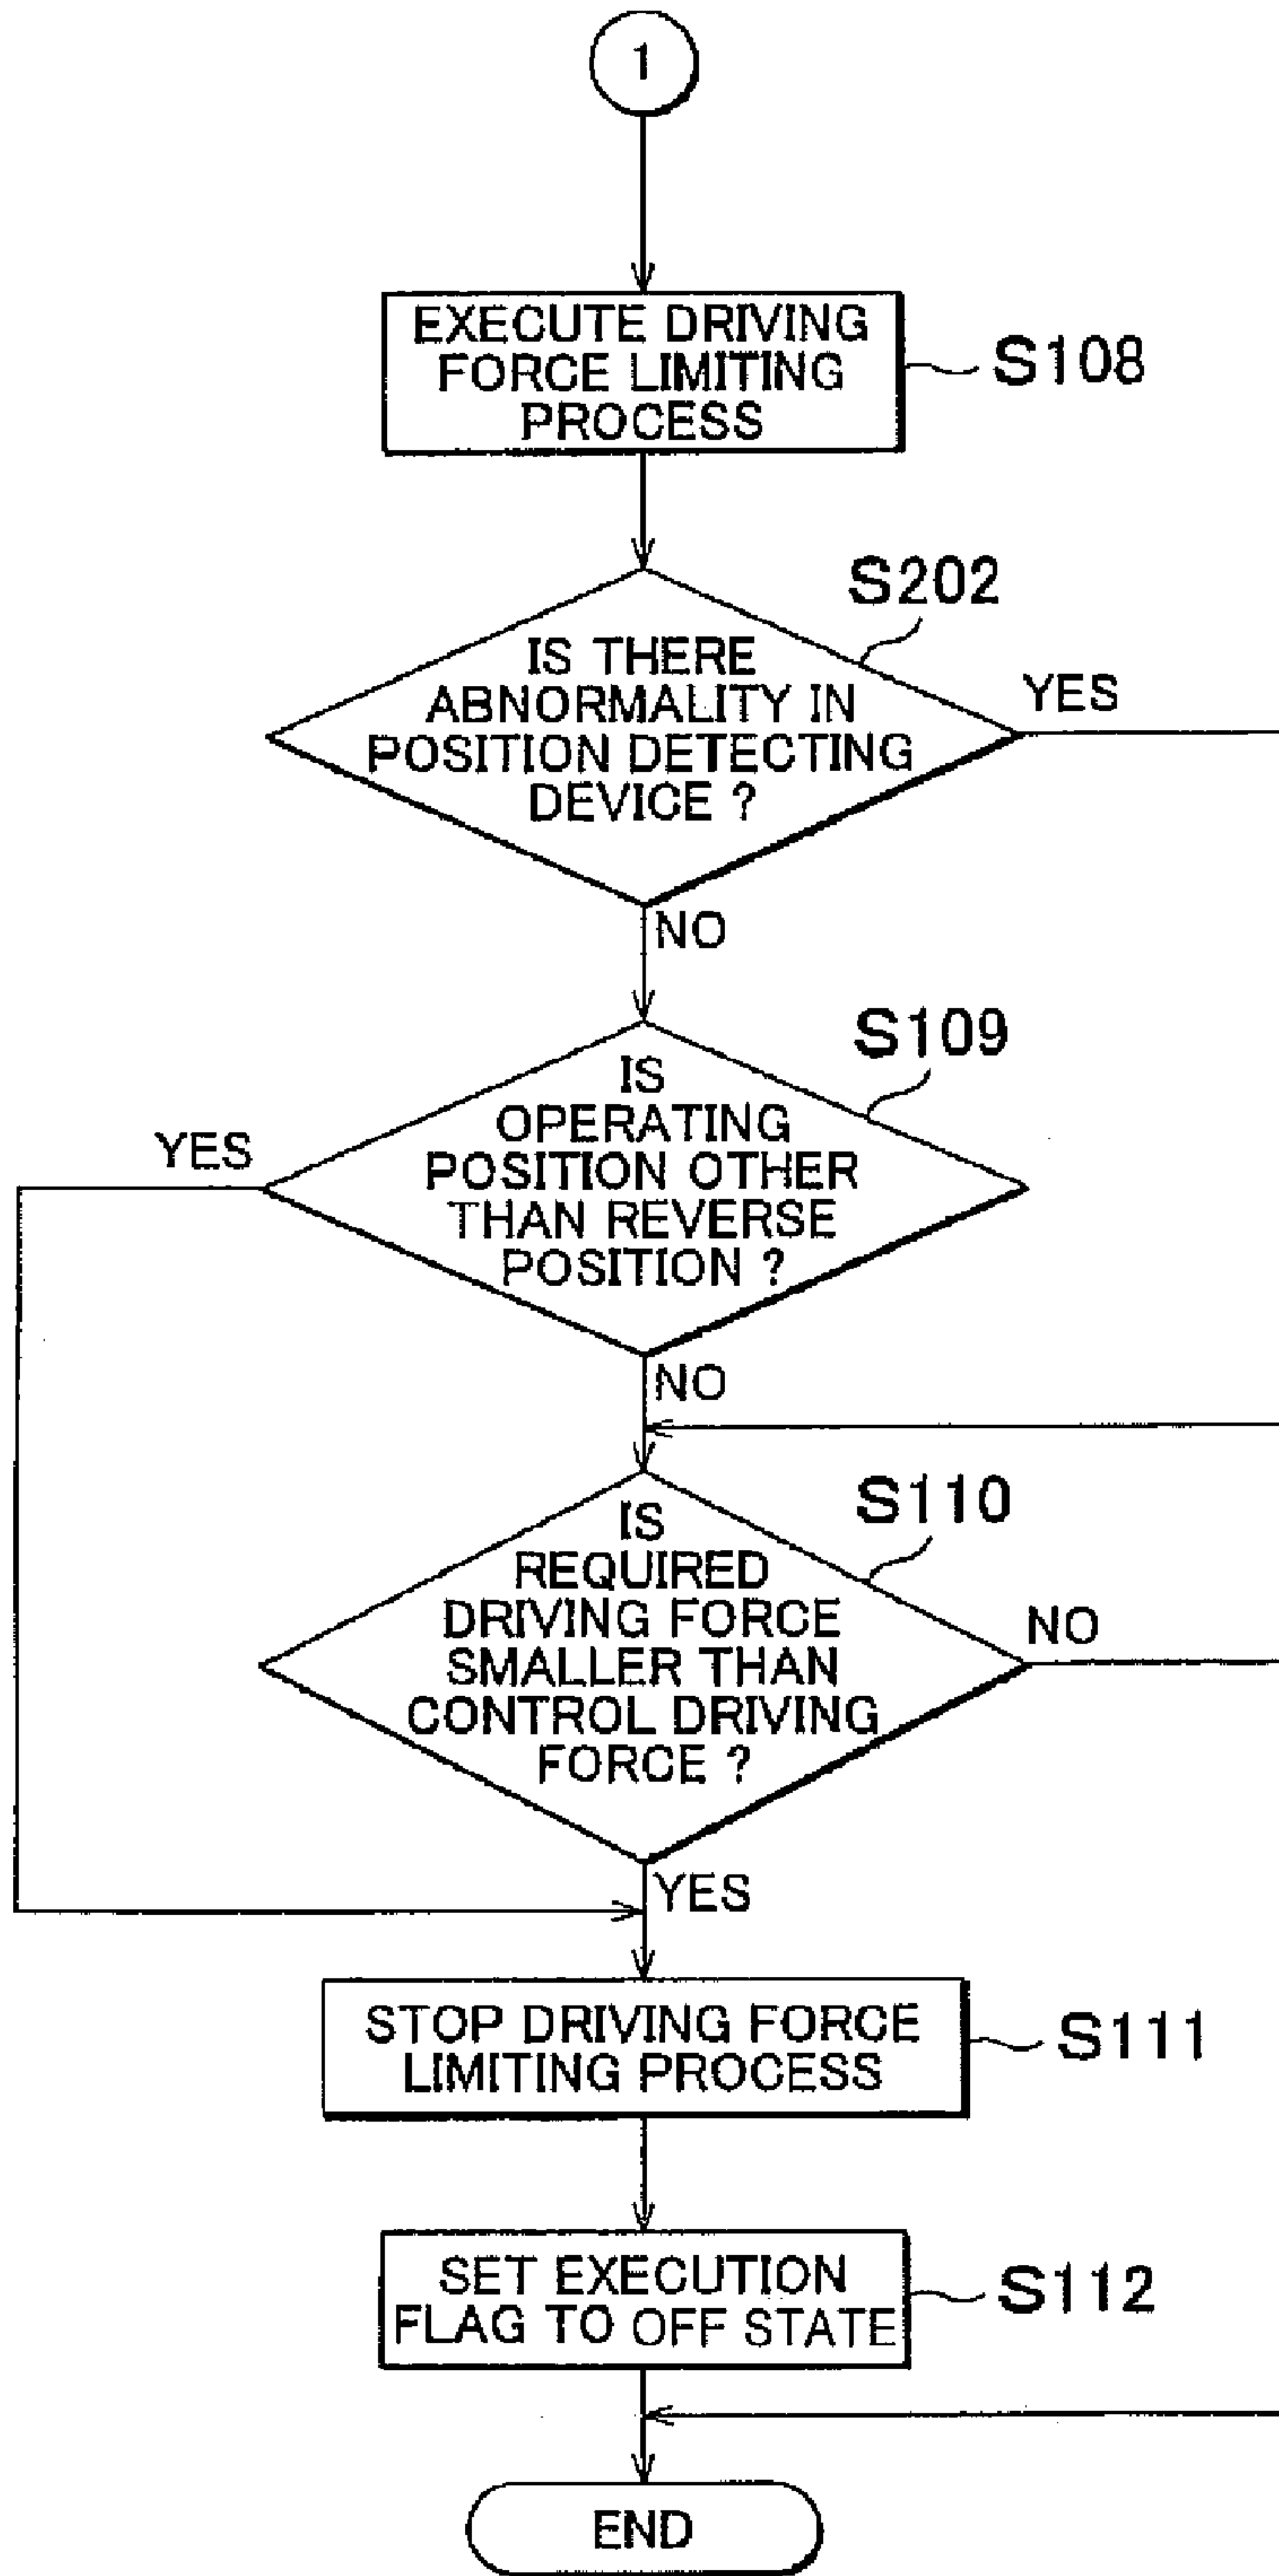 1
EXECUTE DRIVING
FORCE LIMITING
PROCESS
S108
S202
IS THERE
ABNORMALITY IN
POSITION DETECTING
DEVICE ?
YES
NO
S109
IS
OPERATING
POSITION OTHER
THAN REVERSE
POSITION ?
YES
NO
S110
IS
REQUIRED
DRIVING FORCE
SMALLER THAN
CONTROL DRIVING
FORCE ?
NO
YES
STOP DRIVING FORCE
LIMITING PROCESS
S111
SET EXECUTION
FLAG TO OFF STATE
S112
END